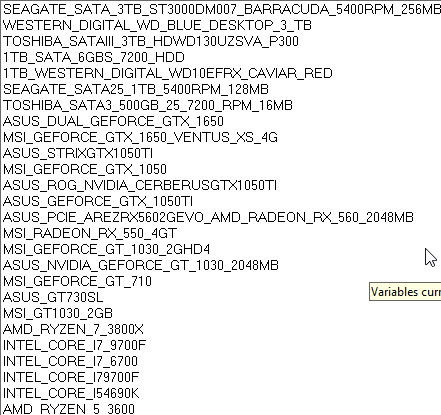 SEAGATE_SATA_3TB_ST3000DM007_BARRACUDA_5400RPM_256MB
WESTERN_DIGITAL_WD_BLUE_DESKTOP_3_TB
TOSHIBA_SATAIII_3TB_HDWD130UZSVA_P300
1TB_SATA_6GBS_7200_HDD
1TB_WESTERN_DIGITAL_WD10EFRX_CAVIAR_RED
SEAGATE_SATA25_1TB_5400RPM_128MB
TOSHIBA_SATA3_500GB_25_7200_RPM_16MB
ASUS_DUAL_GEFORCE_GTX_1650
MSI_GEFORCE_GTX_1650_VENTUS_XS_4G
ASUS_STRIXGTX1050TI
MSI_GEFORCE_GTX_1050
ASUS_ROG_NVIDIA_CERBERUSGTX1050TI
ASUS_GEFORCE_GTX_1050TI
ASUS_PCIE_AREZRX5602GEVO_AMD_RADEON_RX_560_2048MB
MSI_RADEON_RX_550_4GT
MSI_GEFORCE_GT_1030_2GHD4
ASUS_NVIDIA_GEFORCE_GT_1030_2048MB
MSI_GEFORCE_GT_710
ASUS_GT730SL
MSI_GT1030_2GB
AMD_RYZEN_7_3800X
INTEL_CORE_I7_9700F
INTEL_CORE_I7_6700
INTEL_CORE_I79700F
INTEL_CORE_I54690K
AMD_RYZEN_5_3600
Variables curr